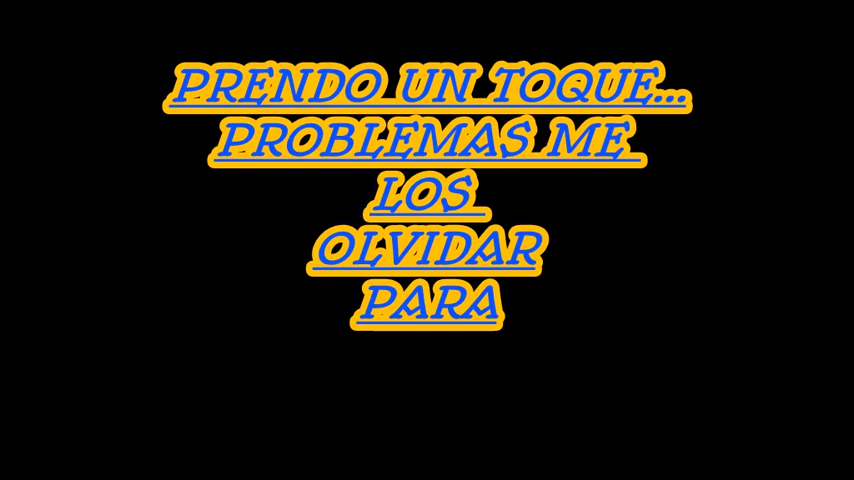 PRENDO UN TOQUE...
PROBLEMAS ME
LOS
OLVIDAR
PARA